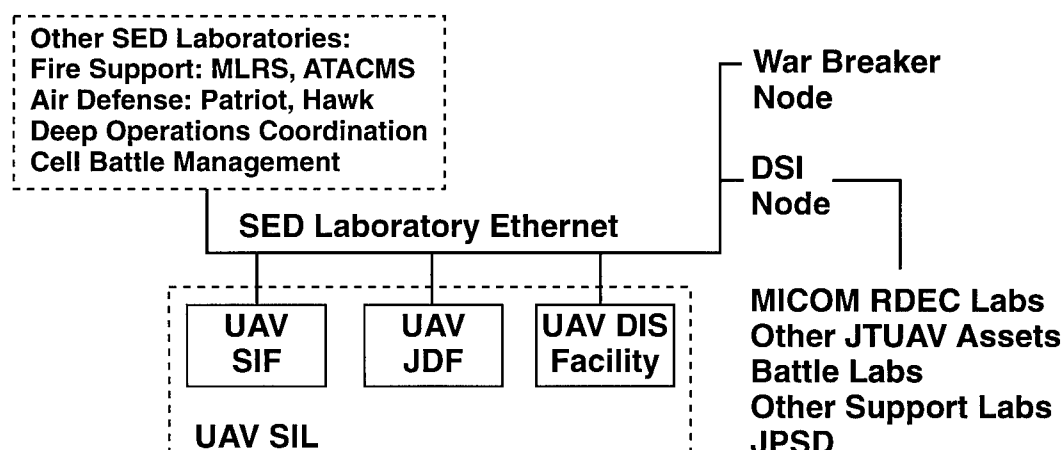 Other SED Laboratories:
Fire Support: MLRS, ATACMS
Air Defense: Patriot, Hawk
Deep Operations Coordination
Cell Battle Management
War Breaker
Node
DSI
Node
SED Laboratory Ethernet
UAV
SIF
UAV
JDF
UAV DIS
Facility
UAV SIL
MICOM RDEC Labs
Other JTUAV Assets
Battle Labs
Other Support Labs
JPSD